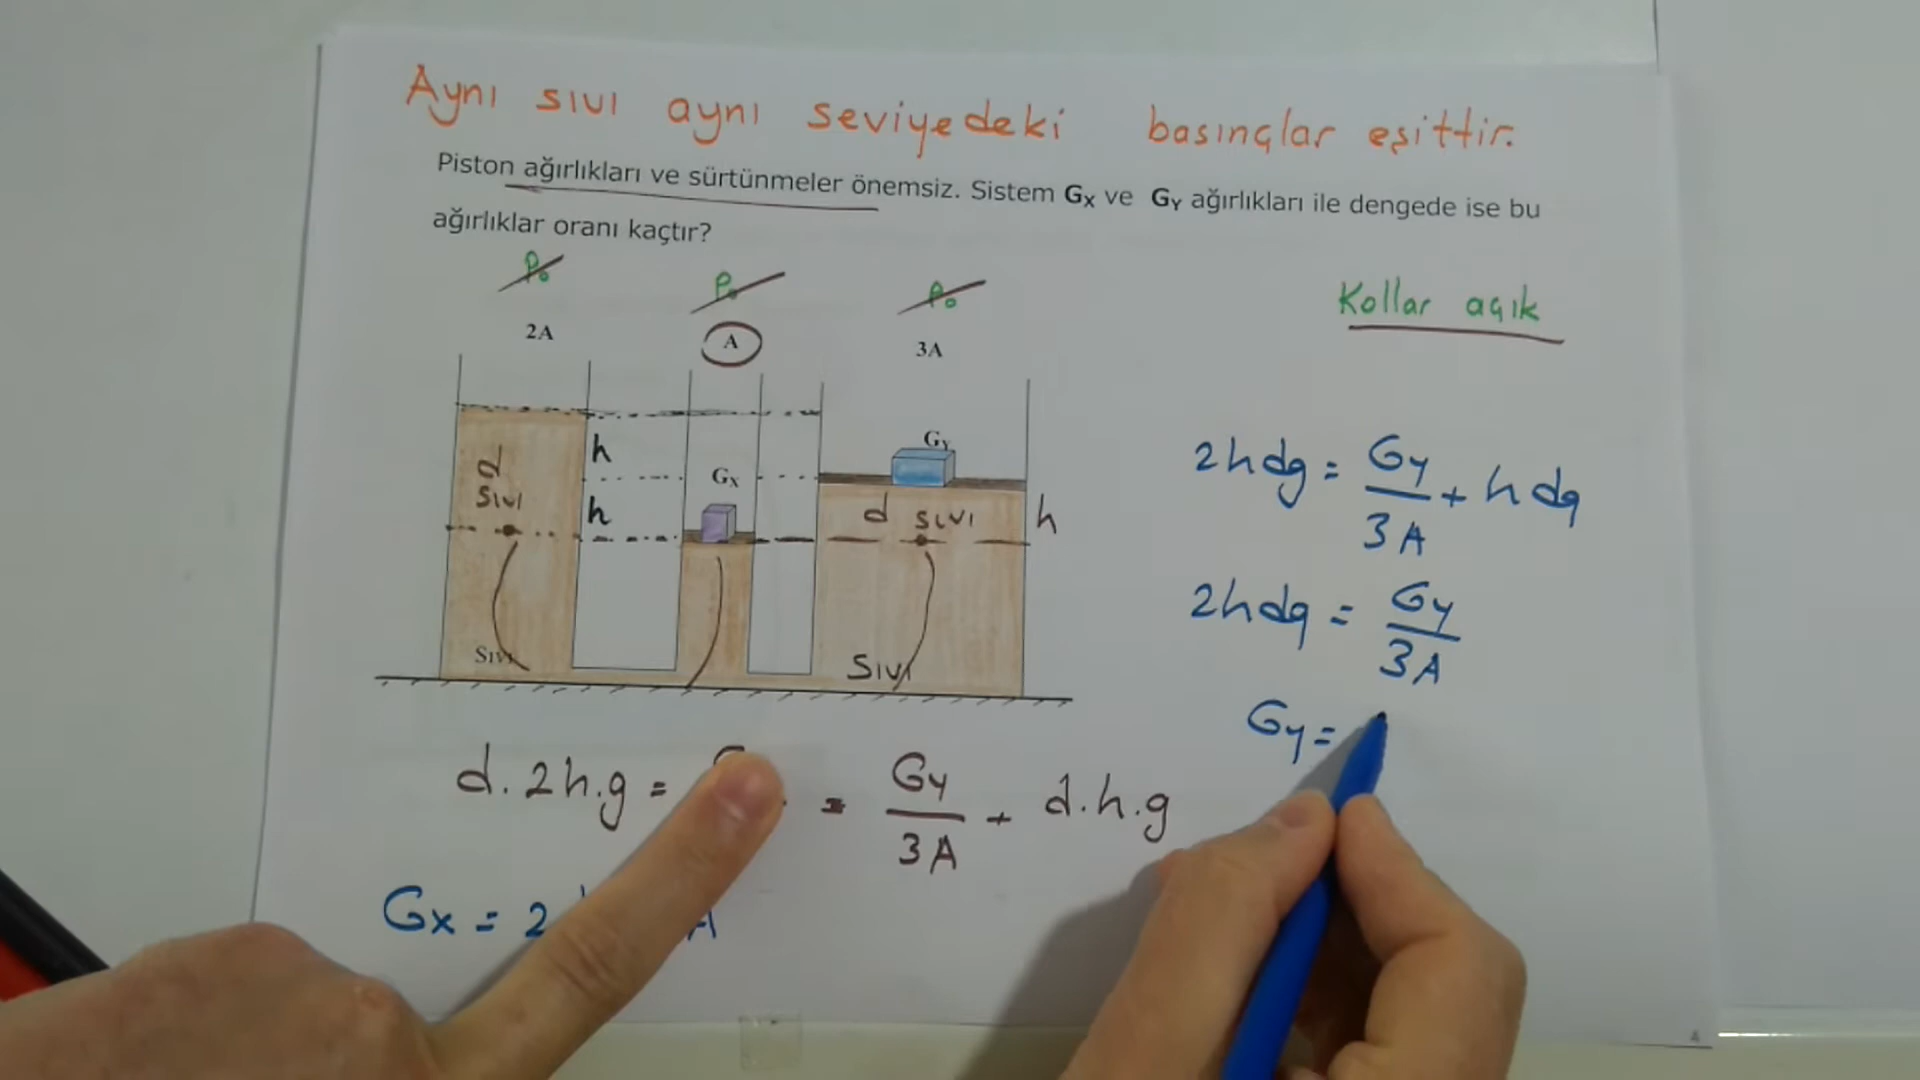 Aynı sıvı aynı seviyedeki basınçlar eşittir.
Piston ağırlıkları ve sürtünmeler önemsiz. Sistem Gx ve GY ağırlıkları ile dengede ise bu
ağırlıklar oranı kaçtır?
P₀ P₀ P₀
Kollar açık
2A A 3A
h
GY
Gx
d
sıvı
h
d sıvı
h
Sıvı
Sıvı
2hdg = Gy/3A + hdg
2hdg = Gy/3A
Gy =
d.2h.g = = Gy/3A + d.h.g
Gx = 2 A